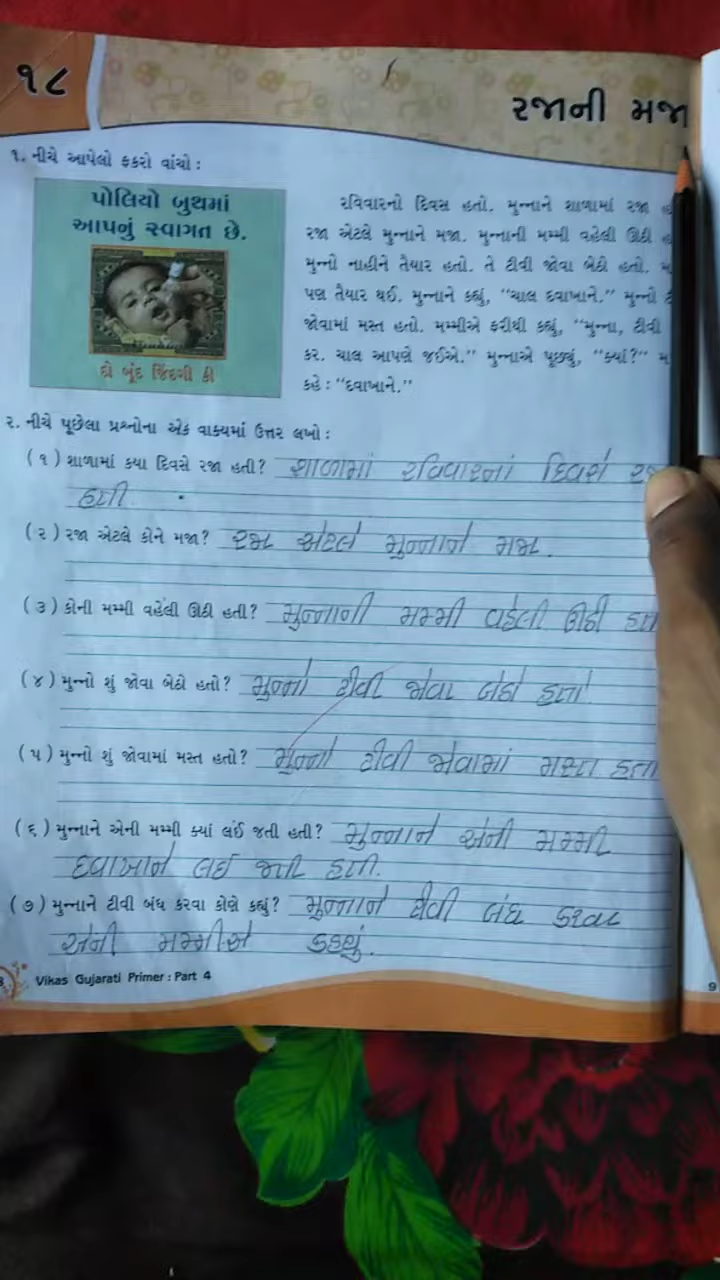 ૧૮
રજાની મજા
૧. નીચે આપેલો ફકરો વાંચો :
પોલિયો બુથમાં
આપનું સ્વાગત છે.
દો બૂંદ જિંદગી કી
રવિવારનો દિવસ હતો. મુન્નાને શાળામાં રજા
રજા એટલે મુન્નાને મજા. મુન્નાની મમ્મી વહેલી ઊઠી
મુન્નો નાહીને તૈયાર હતો. તે ટીવી જોવા બેઠો હતો.
પણ તૈયાર થઈ. મુન્નાને કહ્યું, “ચાલ દવાખાને.” મુન્નો
જોવામાં મસ્ત હતો. મમ્મીએ ફરીથી કહ્યું, “મુન્ના, ટીવી
કર. ચાલ આપણે જઈએ.” મુન્નાએ પૂછ્યું, “ક્યાં?”
કહે : “દવાખાને.”
૨. નીચે પૂછેલા પ્રશ્નોના એક વાક્યમાં ઉત્તર લખો :
(૧) શાળામાં કયા દિવસે રજા હતી? શાળામાં રવિવારનાં દિવસે
હતી.
(૨) રજા એટલે કોને મજા? રજા એટલે મુન્નાને મજા.
(૩) કોની મમ્મી વહેલી ઊઠી હતી? મુન્નાની મમ્મી વહેલી ઊઠી
(૪) મુન્નો શું જોવા બેઠો હતો? મુન્નો ટીવી જોવા બેઠો હતો.
(૫) મુન્નો શું જોવામાં મસ્ત હતો? મુન્નો ટીવી જોવામાં મસ્ત હતો
(૬) મુન્નાને એની મમ્મી ક્યાં લઈ જતી હતી? મુન્નાને એની મમ્મી
દવાખાને લઈ જતી હતી.
(૭) મુન્નાને ટીવી બંધ કરવા કોણે કહ્યું? મુન્નાને ટીવી બંધ કરવા
એની મમ્મીએ કહ્યું.
Vikas Gujarati Primer : Part 4
9